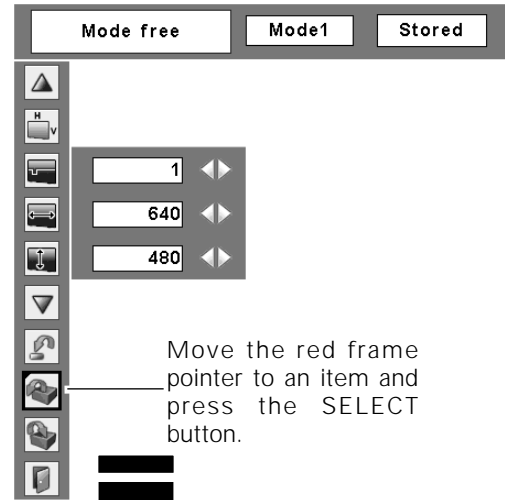 Mode free Mode1 Stored
H
V
1
640
480
Move the red frame
pointer to an item and
press the SELECT
button.